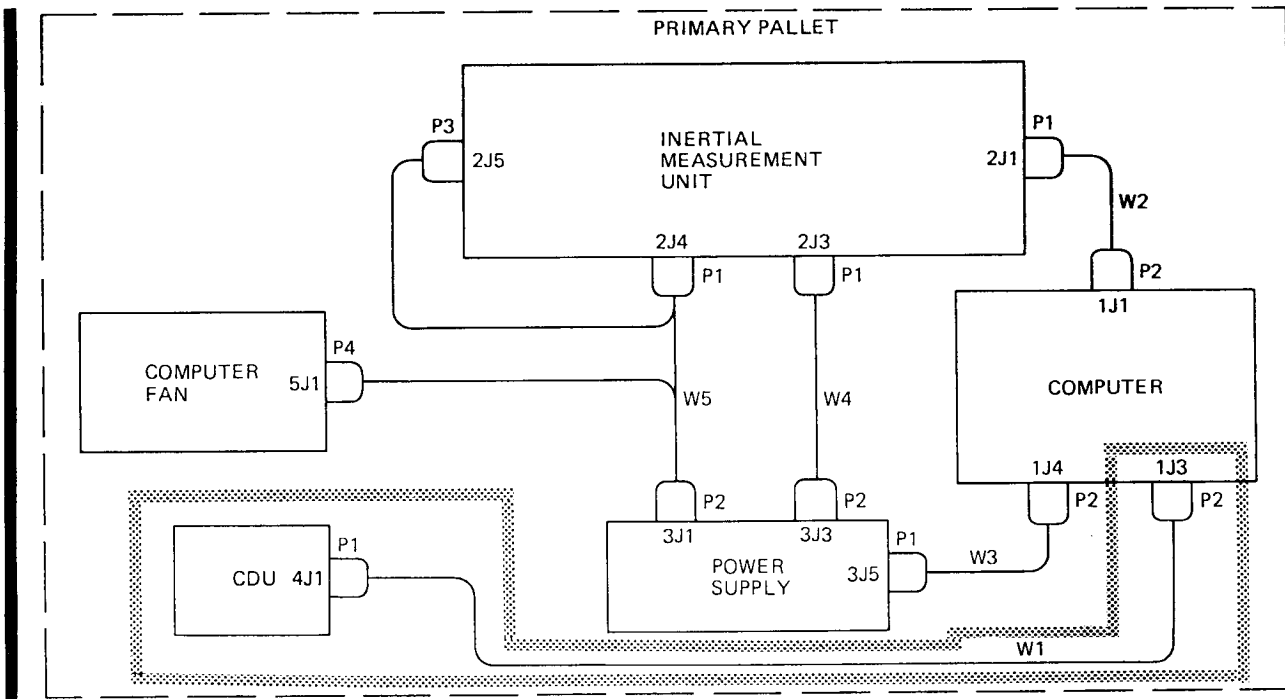 PRIMARY PALLET
P3
2J5
INERTIAL
MEASUREMENT
UNIT
P1
2J1
W2
2J4
2J3
P1
P1
P2
1J1
COMPUTER
FAN
P4
5J1
W5
W4
COMPUTER
1J4
1J3
P2
P2
P2
P2
3J1
3J3
P1
CDU
4J1
P1
POWER
SUPPLY
3J5
W3
W1